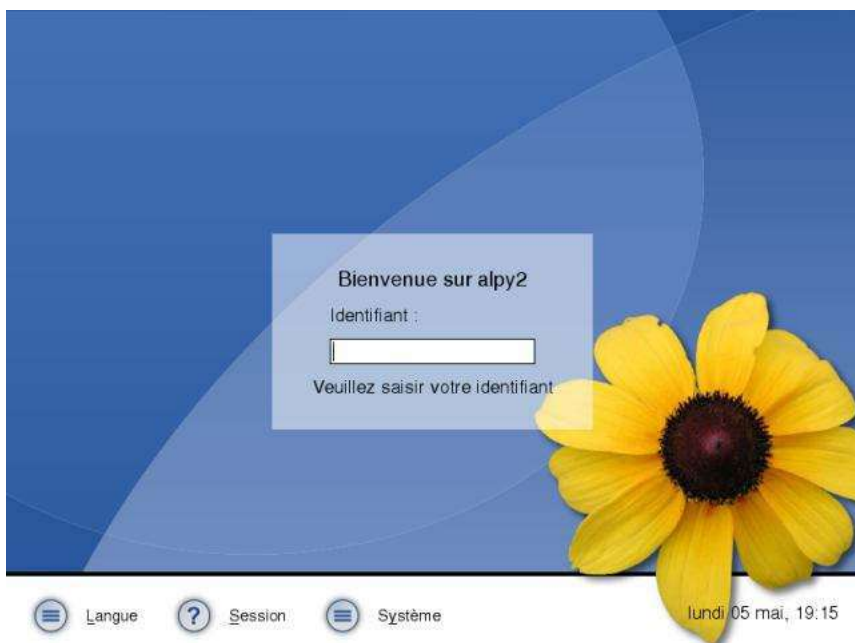 Bienvenue sur alpy2
Identifiant :
Veuillez saisir votre identifiant
Langue
Session
Système
lundi 05 mai, 19:15